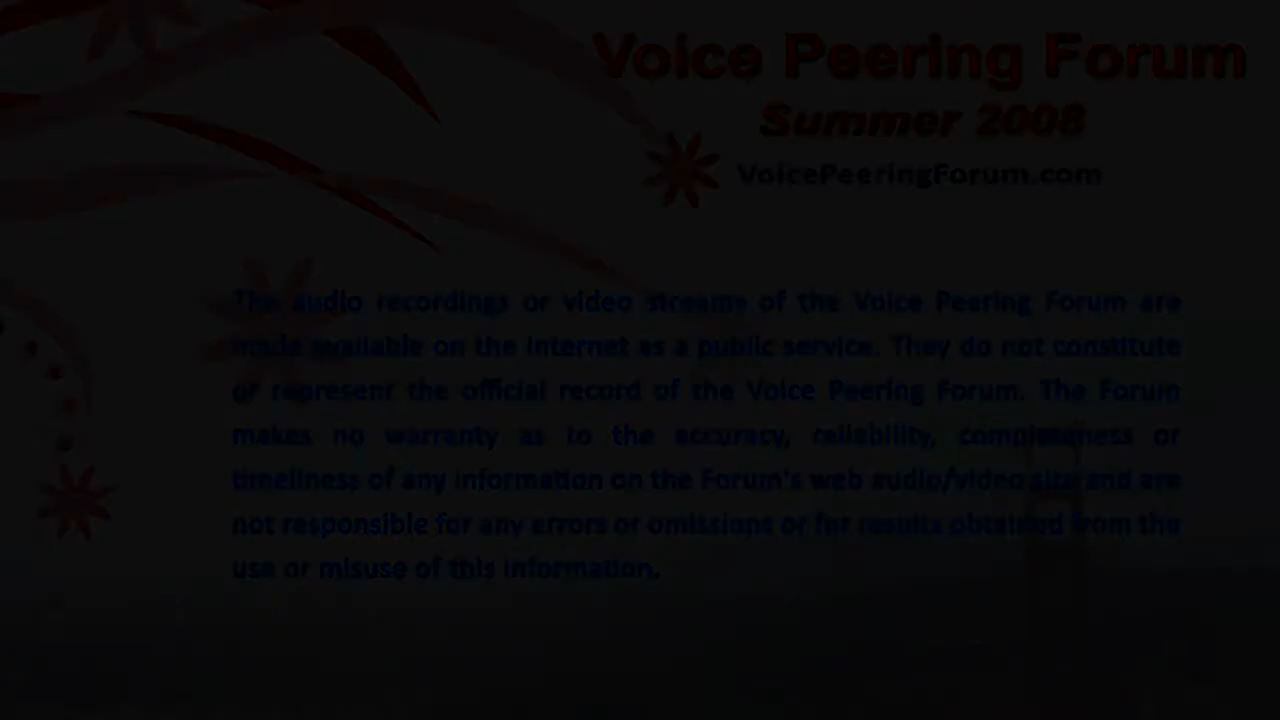 Voice Peering Forum
Summer 2008
VoicePeeringForum.com
The audio recordings or video streams of the Voice Peering Forum are
made available on the Internet as a public service. They do not constitute
or represent the official record of the Voice Peering Forum. The Forum
makes no warranty as to the accuracy, reliability, completeness or
timeliness of any information on the Forum's web audio/video site and are
not responsible for any errors or omissions or for results obtained from the
use or misuse of this information.